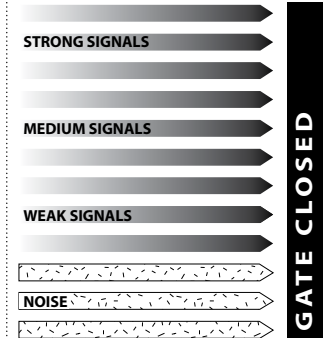 STRONG SIGNALS
MEDIUM SIGNALS
WEAK SIGNALS
NOISE
GATE CLOSED